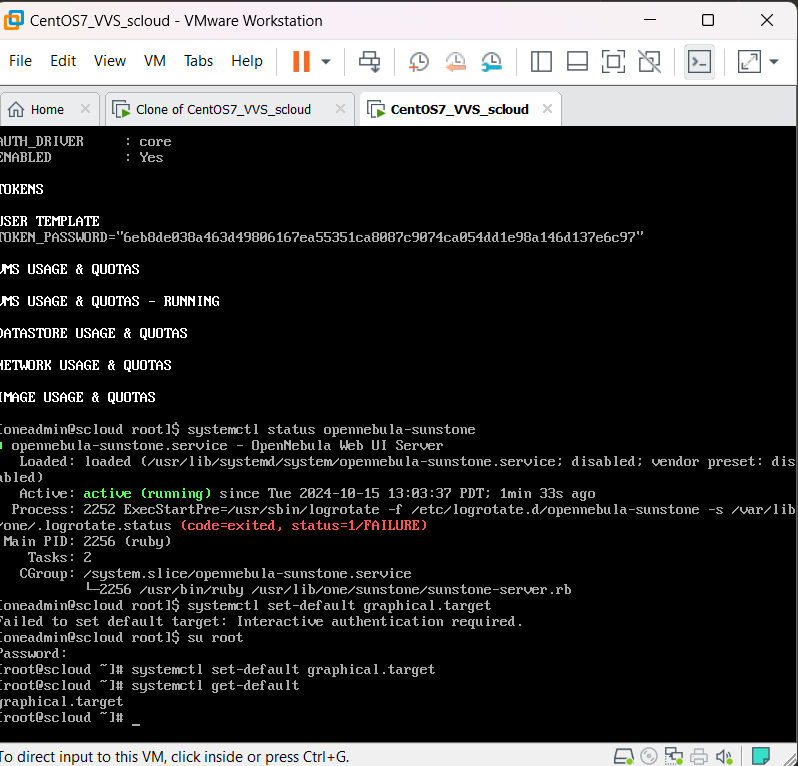 CentOS7_VVS_scloud - VMware Workstation
File Edit View VM Tabs Help
Home Clone of CentOS7_VVS_scloud CentOS7_VVS_scloud
AUTH_DRIVER     : core
ENABLED         : Yes
TOKENS
USER TEMPLATE
TOKEN_PASSWORD="6eb8de038a463d49806167ea55351ca8087c9074ca054dd1e98a146d137e6c97"
VMS USAGE & QUOTAS
VMS USAGE & QUOTAS - RUNNING
DATASTORE USAGE & QUOTAS
NETWORK USAGE & QUOTAS
IMAGE USAGE & QUOTAS
[oneadmin@scloud root]$ systemctl status opennebula-sunstone
opennebula-sunstone.service - OpenNebula Web UI Server
Loaded: loaded (/usr/lib/systemd/system/opennebula-sunstone.service; disabled; vendor preset: dis
abled)
Active: active (running) since Tue 2024-10-15 13:03:37 PDT; 1min 33s ago
Process: 2252 ExecStartPre=/usr/sbin/logrotate -f /etc/logrotate.d/opennebula-sunstone -s /var/lib
/one/.logrotate.status (code=exited, status=1/FAILURE)
Main PID: 2256 (ruby)
Tasks: 2
CGroup: /system.slice/opennebula-sunstone.service
└─2256 /usr/bin/ruby /usr/lib/one/sunstone/sunstone-server.rb
[oneadmin@scloud root]$ systemctl set-default graphical.target
Failed to set default target: Interactive authentication required.
[oneadmin@scloud root]$ su root
Password:
[root@scloud ~]# systemctl set-default graphical.target
[root@scloud ~]# systemctl get-default
graphical.target
[root@scloud ~]# _
To direct input to this VM, click inside or press Ctrl+G.